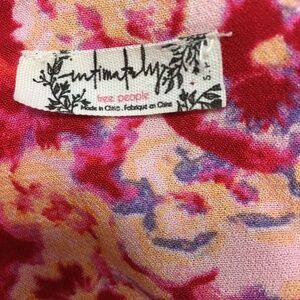 intimately
free people
Made in China. Fabriqué en Chine
S